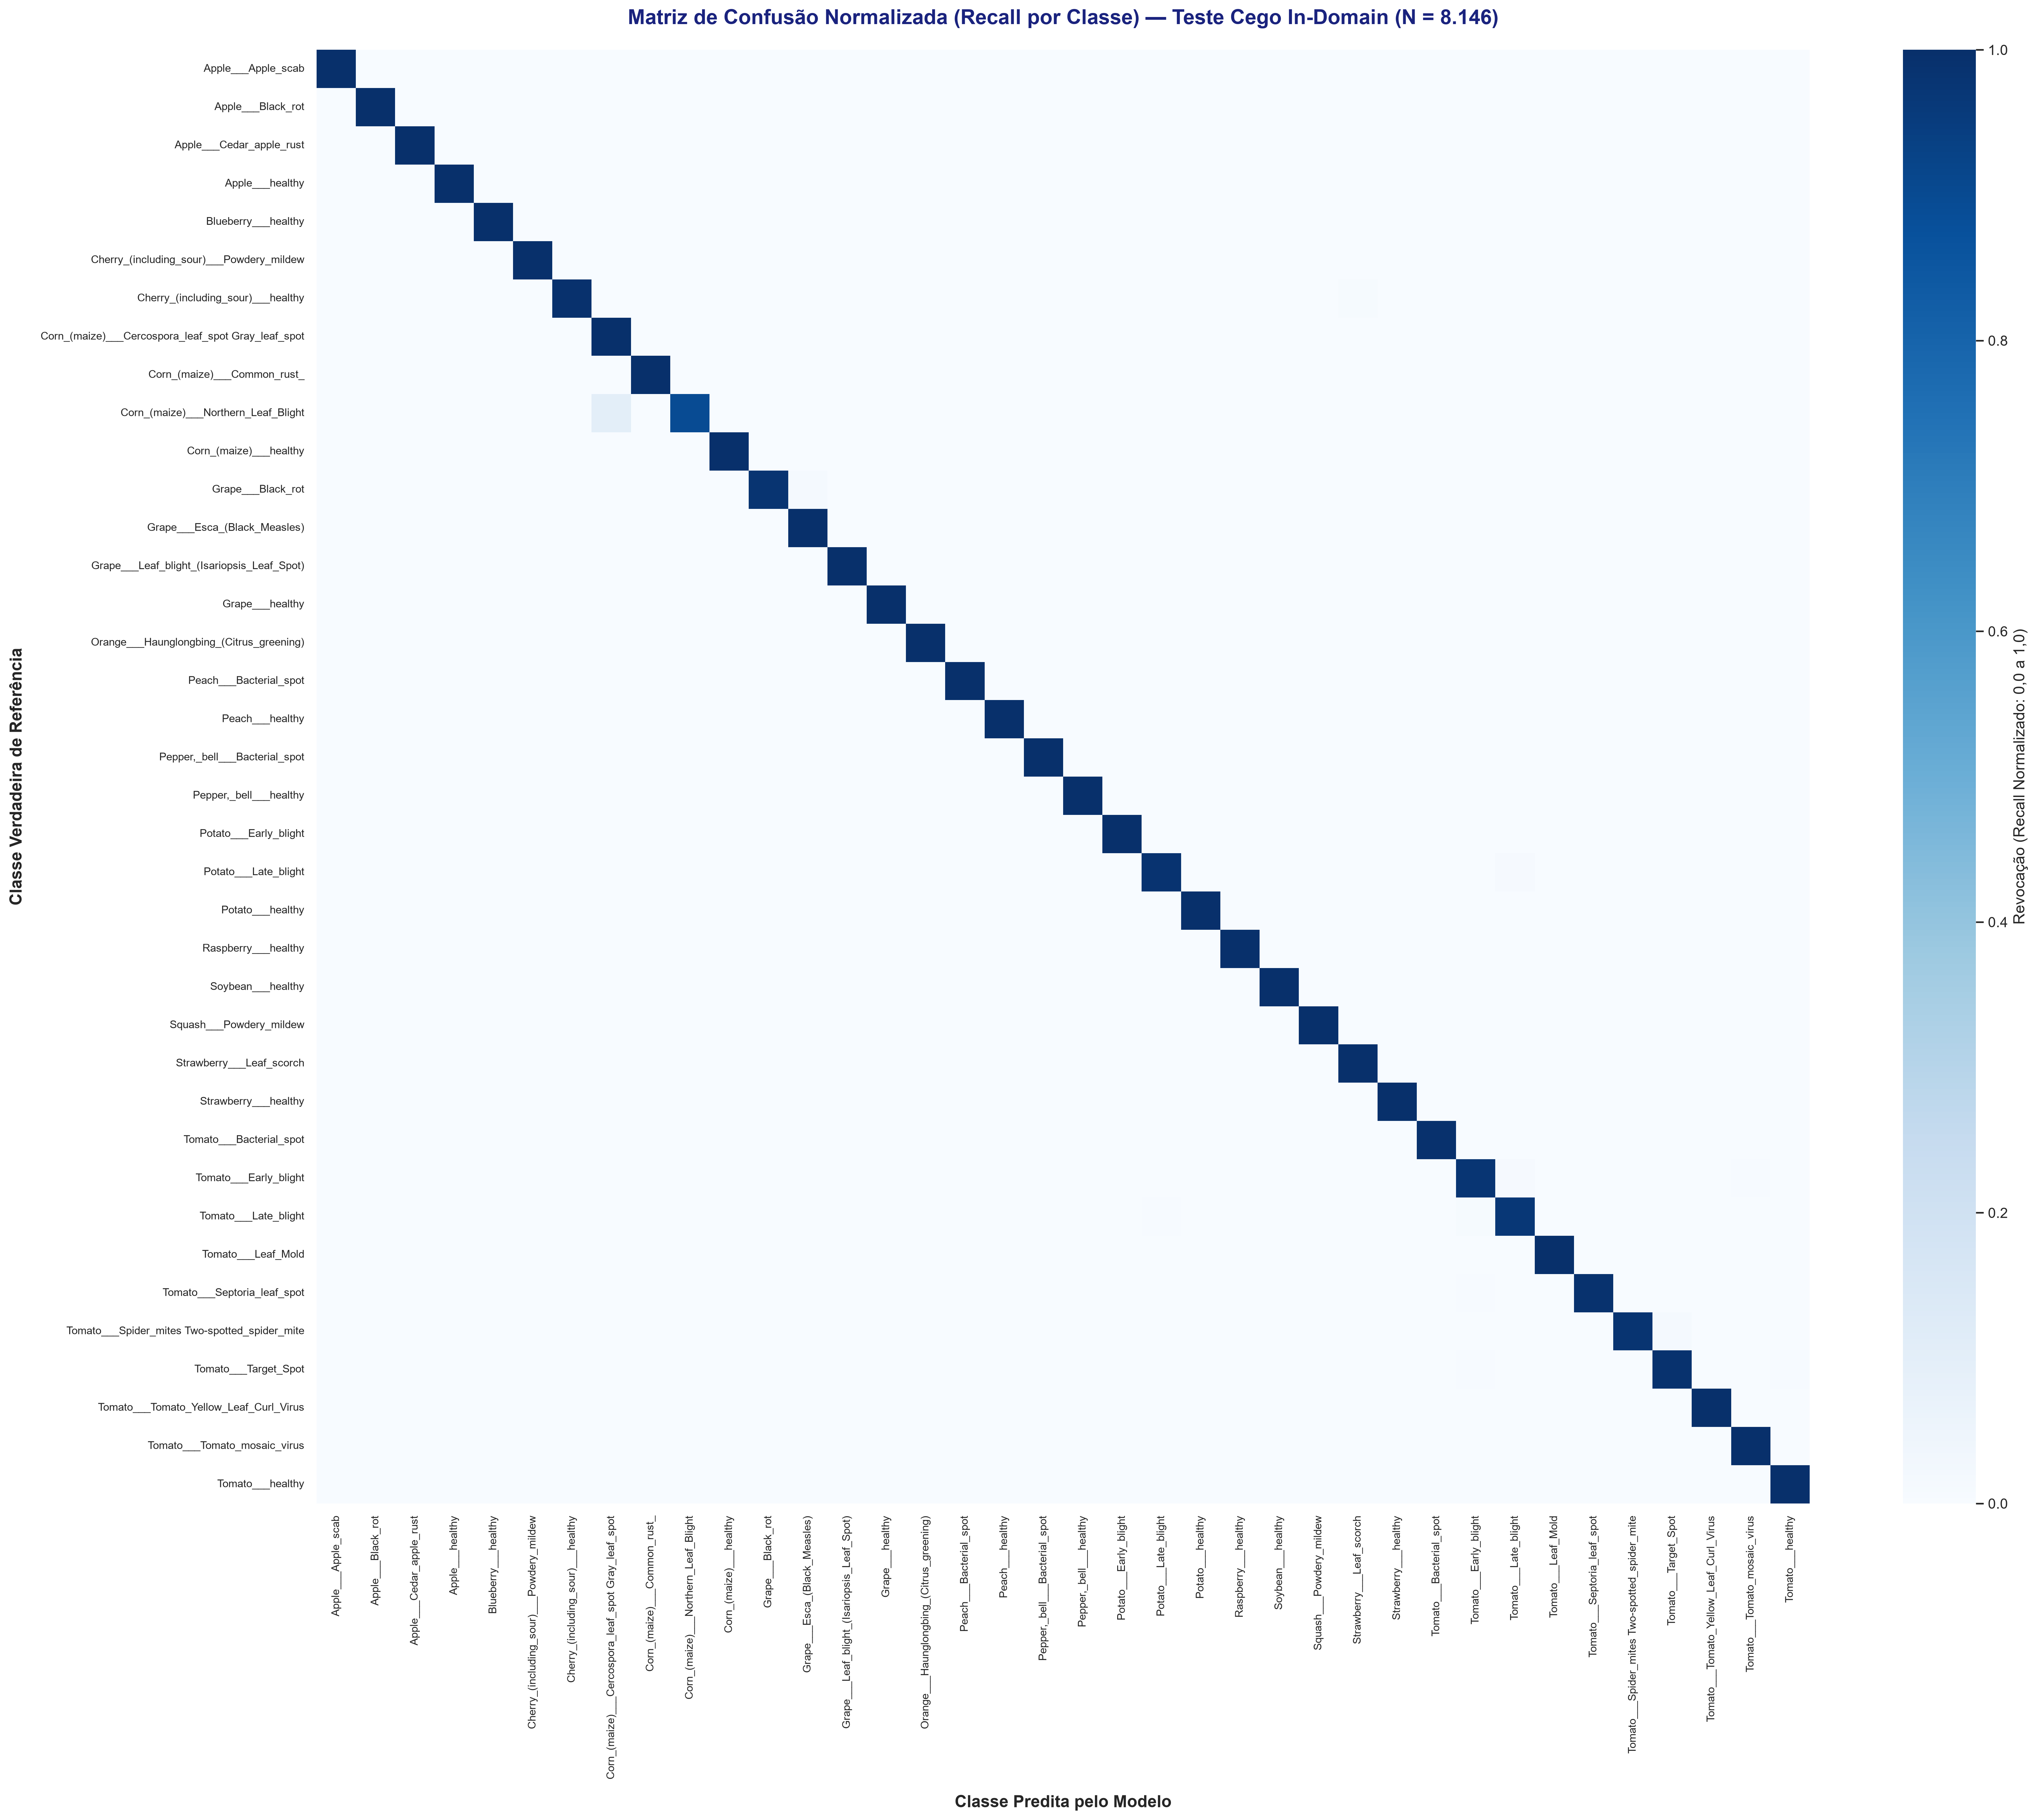 Matriz de Confusão Normalizada (Recall por Classe) — Teste Cego In-Domain (N = 8.146)
Classe Verdadeira de Referência
Apple___Apple_scab
Apple___Black_rot
Apple___Cedar_apple_rust
Apple___healthy
Blueberry___healthy
Cherry_(including_sour)___Powdery_mildew
Cherry_(including_sour)___healthy
Corn_(maize)___Cercospora_leaf_spot Gray_leaf_spot
Corn_(maize)___Common_rust_
Corn_(maize)___Northern_Leaf_Blight
Corn_(maize)___healthy
Grape___Black_rot
Grape___Esca_(Black_Measles)
Grape___Leaf_blight_(Isariopsis_Leaf_Spot)
Grape___healthy
Orange___Haunglongbing_(Citrus_greening)
Peach___Bacterial_spot
Peach___healthy
Pepper,_bell___Bacterial_spot
Pepper,_bell___healthy
Potato___Early_blight
Potato___Late_blight
Potato___healthy
Raspberry___healthy
Soybean___healthy
Squash___Powdery_mildew
Strawberry___Leaf_scorch
Strawberry___healthy
Tomato___Bacterial_spot
Tomato___Early_blight
Tomato___Late_blight
Tomato___Leaf_Mold
Tomato___Septoria_leaf_spot
Tomato___Spider_mites Two-spotted_spider_mite
Tomato___Target_Spot
Tomato___Tomato_Yellow_Leaf_Curl_Virus
Tomato___Tomato_mosaic_virus
Tomato___healthy
Apple___Apple_scab
Apple___Black_rot
Apple___Cedar_apple_rust
Apple___healthy
Blueberry___healthy
Cherry_(including_sour)___Powdery_mildew
Cherry_(including_sour)___healthy
Corn_(maize)___Cercospora_leaf_spot Gray_leaf_spot
Corn_(maize)___Common_rust_
Corn_(maize)___Northern_Leaf_Blight
Corn_(maize)___healthy
Grape___Black_rot
Grape___Esca_(Black_Measles)
Grape___Leaf_blight_(Isariopsis_Leaf_Spot)
Grape___healthy
Orange___Haunglongbing_(Citrus_greening)
Peach___Bacterial_spot
Peach___healthy
Pepper,_bell___Bacterial_spot
Pepper,_bell___healthy
Potato___Early_blight
Potato___Late_blight
Potato___healthy
Raspberry___healthy
Soybean___healthy
Squash___Powdery_mildew
Strawberry___Leaf_scorch
Strawberry___healthy
Tomato___Bacterial_spot
Tomato___Early_blight
Tomato___Late_blight
Tomato___Leaf_Mold
Tomato___Septoria_leaf_spot
Tomato___Spider_mites Two-spotted_spider_mite
Tomato___Target_Spot
Tomato___Tomato_Yellow_Leaf_Curl_Virus
Tomato___Tomato_mosaic_virus
Tomato___healthy
Classe Predita pelo Modelo
1.0
0.8
0.6
0.4
0.2
0.0
Revocação (Recall Normalizado: 0,0 a 1,0)